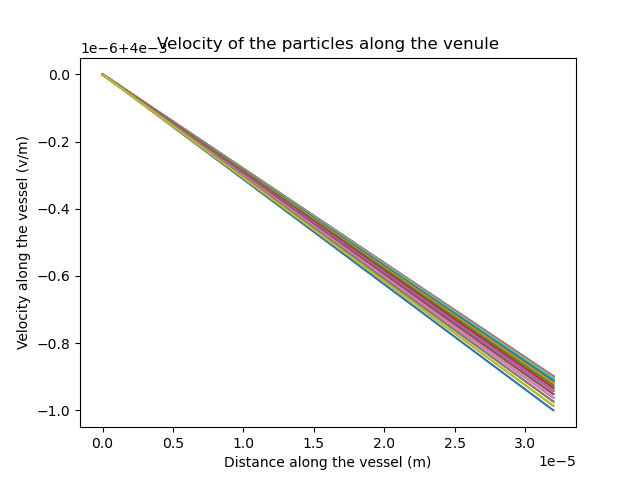 Velocity of the particles along the venule
1e−6+4e−3
0.0
−0.2
−0.4
−0.6
−0.8
−1.0
Velocity along the vessel (v/m)
0.0 0.5 1.0 1.5 2.0 2.5 3.0
1e−5
Distance along the vessel (m)